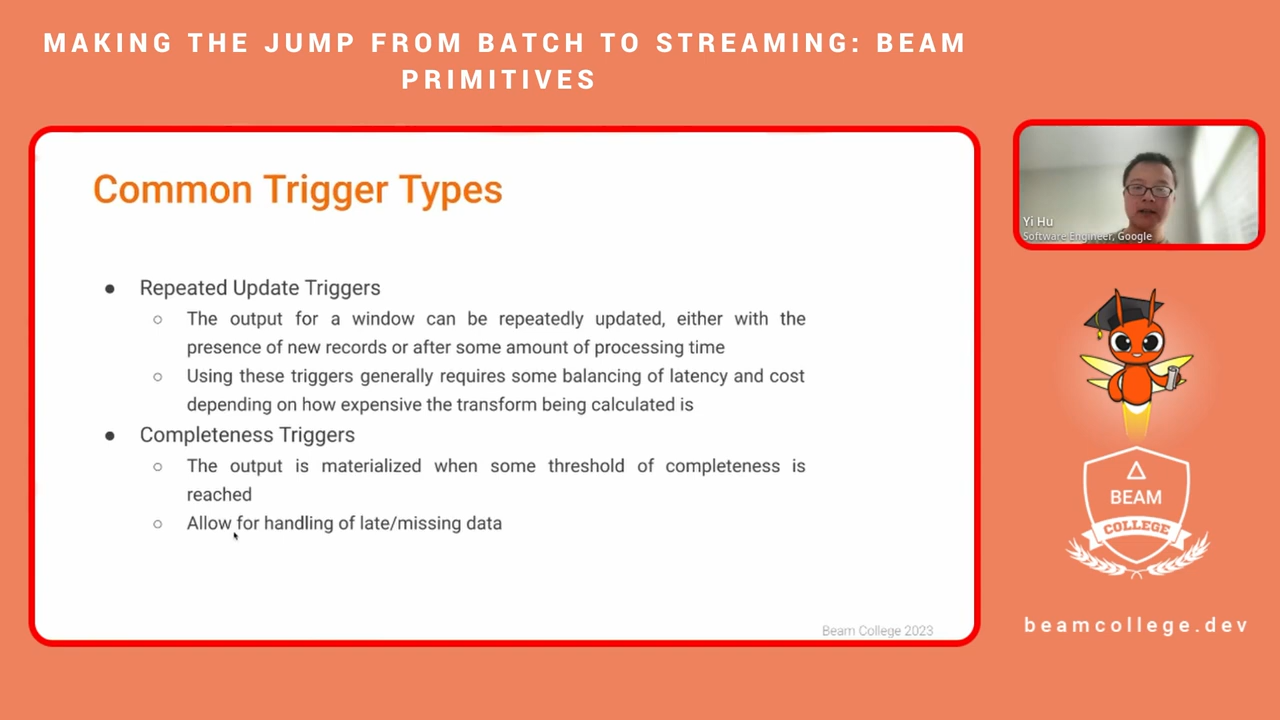 MAKING THE JUMP FROM BATCH TO STREAMING: BEAM
PRIMITIVES
Common Trigger Types
● Repeated Update Triggers
○ The output for a window can be repeatedly updated, either with the
presence of new records or after some amount of processing time
○ Using these triggers generally requires some balancing of latency and cost
depending on how expensive the transform being calculated is
● Completeness Triggers
○ The output is materialized when some threshold of completeness is
reached
○ Allow for handling of late/missing data
Beam College 2023
Yi Hu
Software Engineer, Google
BEAM
COLLEGE
beamcollege.dev